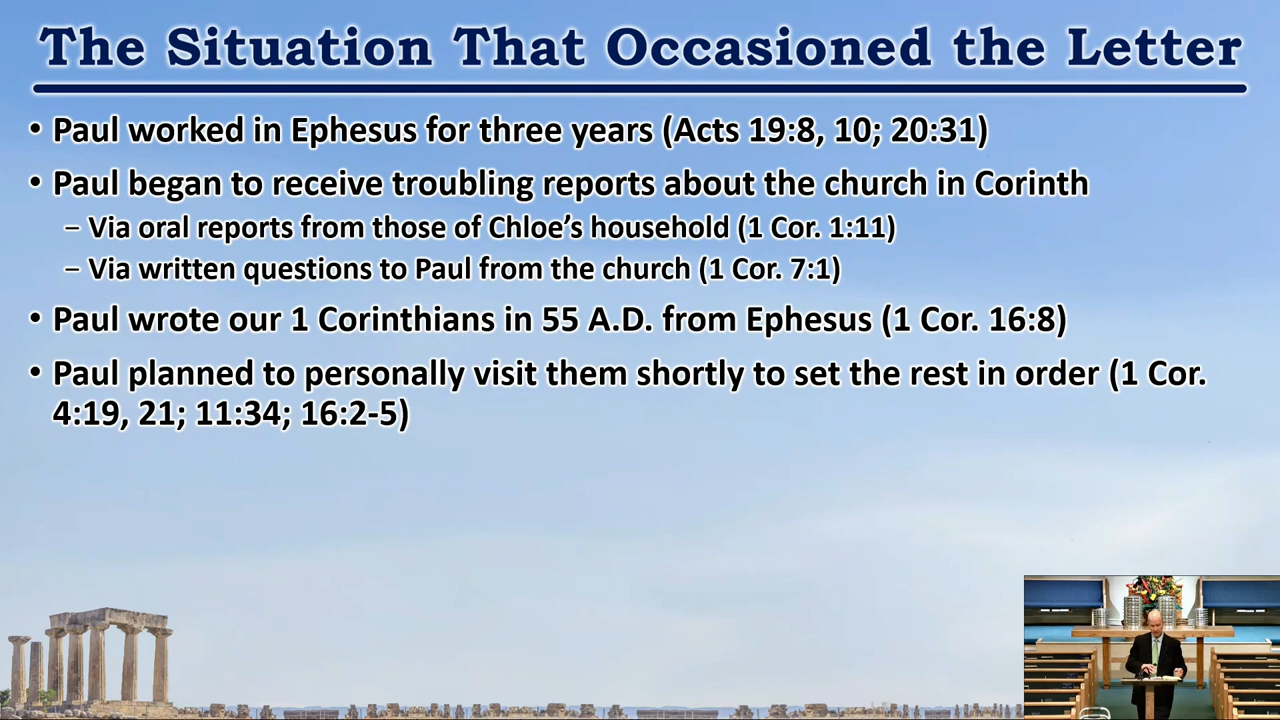 The Situation That Occasioned the Letter
• Paul worked in Ephesus for three years (Acts 19:8, 10; 20:31)
• Paul began to receive troubling reports about the church in Corinth
– Via oral reports from those of Chloe’s household (1 Cor. 1:11)
– Via written questions to Paul from the church (1 Cor. 7:1)
• Paul wrote our 1 Corinthians in 55 A.D. from Ephesus (1 Cor. 16:8)
• Paul planned to personally visit them shortly to set the rest in order (1 Cor.
4:19, 21; 11:34; 16:2-5)